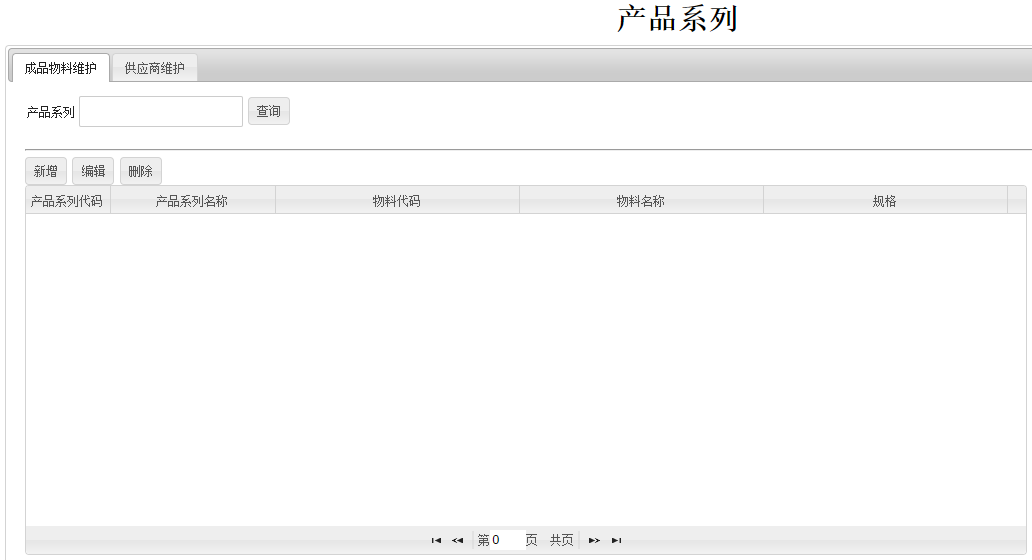 产品系列
成品物料维护 供应商维护
产品系列 查询
新增 编辑 删除
产品系列代码 产品系列名称 物料代码 物料名称 规格
第 0 页 共页